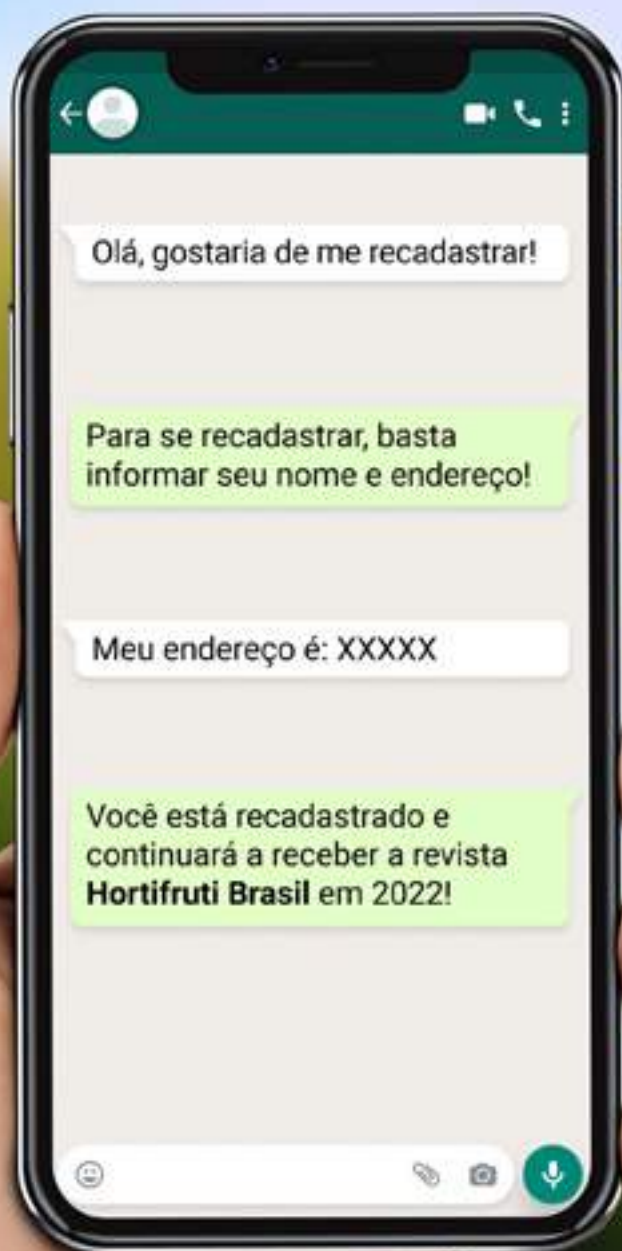 Olá, gostaria de me recadastrar!
Para se recadastrar, basta
informar seu nome e endereço!
Meu endereço é: XXXXX
Você está recadastrado e
continuará a receber a revista
Hortifruti Brasil em 2022!